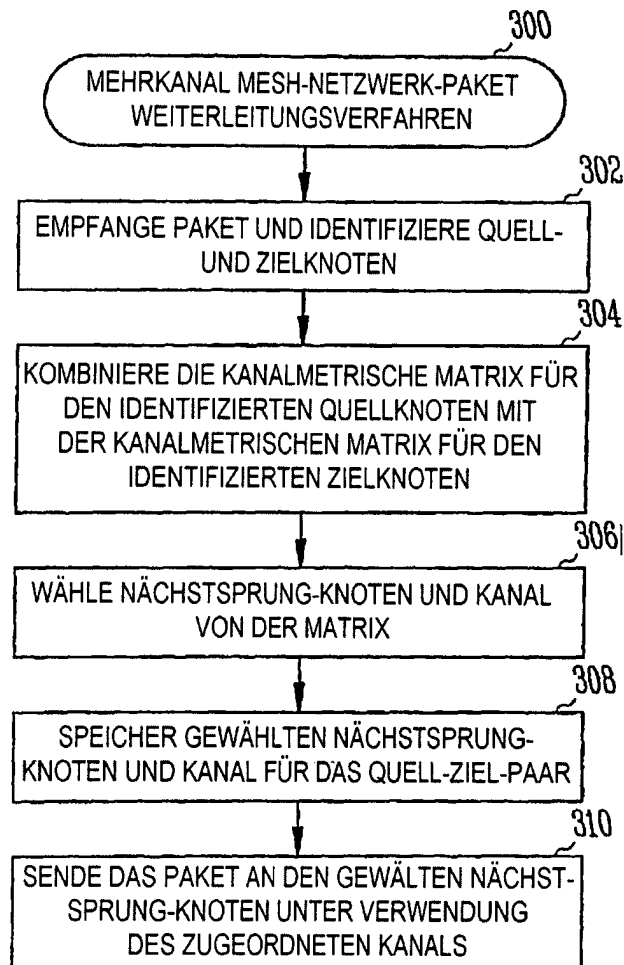 300
MEHRKANAL MESH-NETZWERK-PAKET
WEITERLEITUNGSVERFAHREN
302
EMPFANGE PAKET UND IDENTIFIZIERE QUELL-
UND ZIELKNOTEN
304
KOMBINIERE DIE KANALMETRISCHE MATRIX FÜR
DEN IDENTIFIZIERTEN QUELLKNOTEN MIT
DER KANALMETRISCHEN MATRIX FÜR DEN
IDENTIFIZIERTEN ZIELKNOTEN
306
WÄHLE NÄCHSTSPRUNG-KNOTEN UND KANAL
VON DER MATRIX
308
SPEICHER GEWÄHLTEN NÄCHSTSPRUNG-
KNOTEN UND KANAL FÜR DAS QUELL-ZIEL-PAAR
310
SENDE DAS PAKET AN DEN GEWÄLTEN NÄCHST-
SPRUNG-KNOTEN UNTER VERWENDUNG
DES ZUGEORDNETEN KANALS